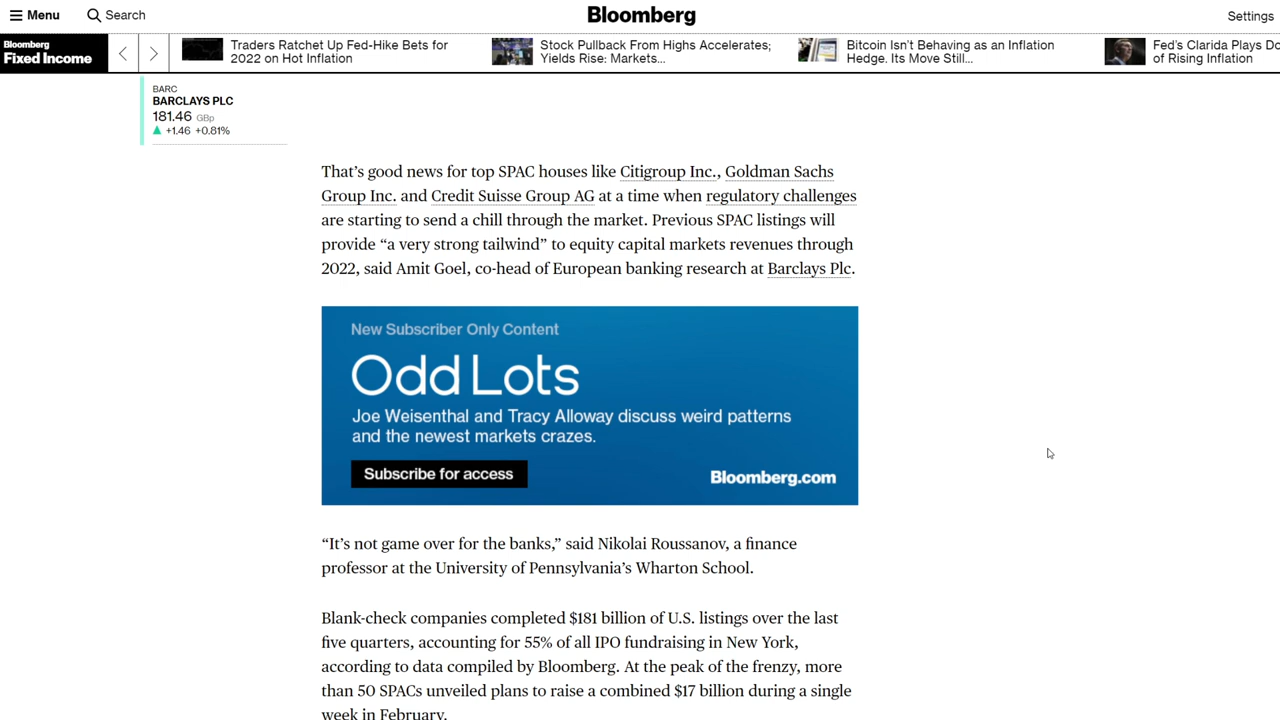 Menu
Search
Bloomberg
Settings
Bloomberg
Fixed Income
Traders Ratchet Up Fed-Hike Bets for
2022 on Hot Inflation
Stock Pullback From Highs Accelerates;
Yields Rise: Markets...
Bitcoin Isn’t Behaving as an Inflation
Hedge. Its Move Still...
Fed’s Clarida Plays Do
of Rising Inflation
BARC
BARCLAYS PLC
181.46 GBp
▲ +1.46 +0.81%
That’s good news for top SPAC houses like Citigroup Inc., Goldman Sachs
Group Inc. and Credit Suisse Group AG at a time when regulatory challenges
are starting to send a chill through the market. Previous SPAC listings will
provide “a very strong tailwind” to equity capital markets revenues through
2022, said Amit Goel, co-head of European banking research at Barclays Plc.
New Subscriber Only Content
Odd Lots
Joe Weisenthal and Tracy Alloway discuss weird patterns
and the newest markets crazes.
Subscribe for access
Bloomberg.com
“It’s not game over for the banks,” said Nikolai Roussanov, a finance
professor at the University of Pennsylvania’s Wharton School.
Blank-check companies completed $181 billion of U.S. listings over the last
five quarters, accounting for 55% of all IPO fundraising in New York,
according to data compiled by Bloomberg. At the peak of the frenzy, more
than 50 SPACs unveiled plans to raise a combined $17 billion during a single
week in February.